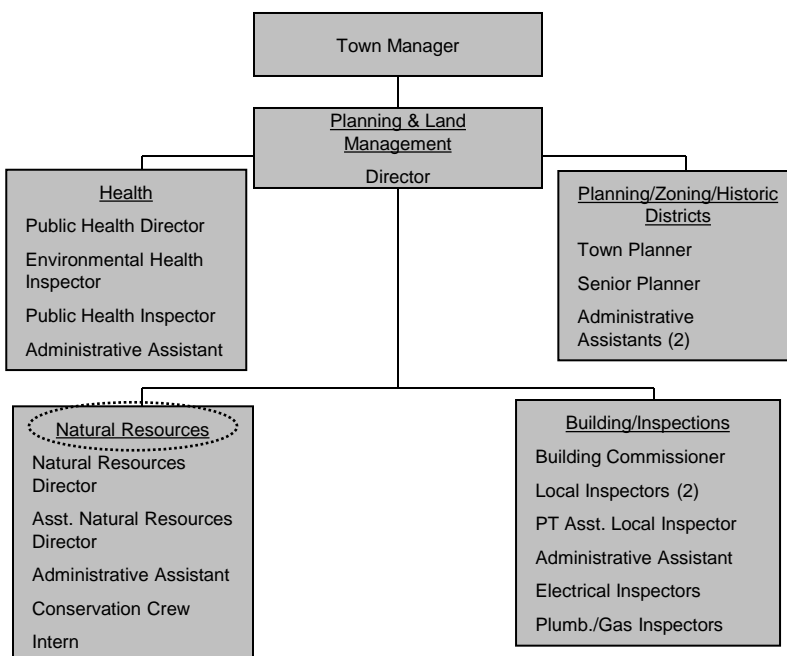 Town Manager
Planning & Land
Management
Director
Health
Public Health Director
Environmental Health
Inspector
Public Health Inspector
Administrative Assistant
Planning/Zoning/Historic
Districts
Town Planner
Senior Planner
Administrative
Assistants (2)
Natural Resources
Natural Resources
Director
Asst. Natural Resources
Director
Administrative Assistant
Conservation Crew
Intern
Building/Inspections
Building Commissioner
Local Inspectors (2)
PT Asst. Local Inspector
Administrative Assistant
Electrical Inspectors
Plumb./Gas Inspectors